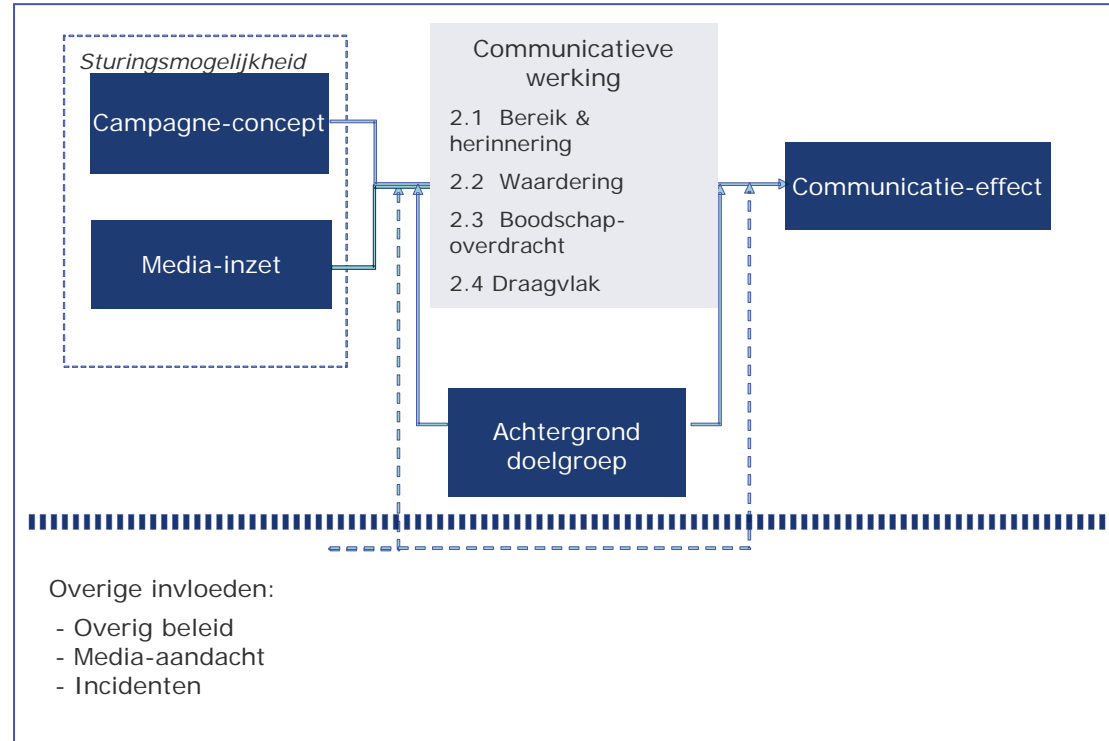 Sturingsmogelijkheid
Campagne-concept
Media-inzet
Communicatieve
werking
2.1 Bereik &
herinnering
2.2 Waardering
2.3 Boodschap-
overdracht
2.4 Draagvlak
Communicatie-effect
Achtergrond
doelgroep
Overige invloeden:
- Overig beleid
- Media-aandacht
- Incidenten